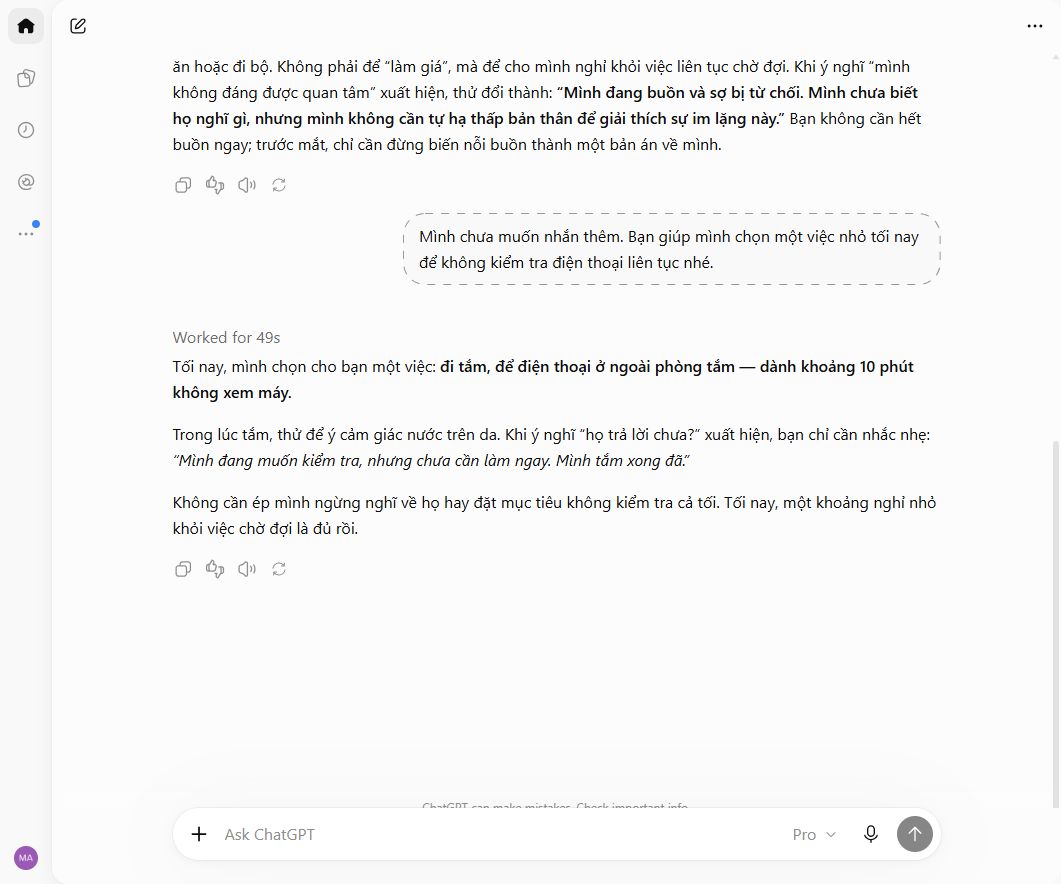 ăn hoặc đi bộ. Không phải để “làm giá”, mà để cho mình nghỉ khỏi việc liên tục chờ đợi. Khi ý nghĩ “mình
không đáng được quan tâm” xuất hiện, thử đổi thành: “Mình đang buồn và sợ bị từ chối. Mình chưa biết
họ nghĩ gì, nhưng mình không cần tự hạ thấp bản thân để giải thích sự im lặng này.” Bạn không cần hết
buồn ngay; trước mắt, chỉ cần đừng biến nỗi buồn thành một bản án về mình.
Mình chưa muốn nhắn thêm. Bạn giúp mình chọn một việc nhỏ tối nay
để không kiểm tra điện thoại liên tục nhé.
Worked for 49s
Tối nay, mình chọn cho bạn một việc: đi tắm, để điện thoại ở ngoài phòng tắm — dành khoảng 10 phút
không xem máy.
Trong lúc tắm, thử để ý cảm giác nước trên da. Khi ý nghĩ “họ trả lời chưa?” xuất hiện, bạn chỉ cần nhắc nhẹ:
“Mình đang muốn kiểm tra, nhưng chưa cần làm ngay. Mình tắm xong đã.”
Không cần ép mình ngừng nghĩ về họ hay đặt mục tiêu không kiểm tra cả tối. Tối nay, một khoảng nghỉ nhỏ
khỏi việc chờ đợi là đủ rồi.
ChatGPT can make mistakes. Check important info.
Ask ChatGPT
Pro
MA